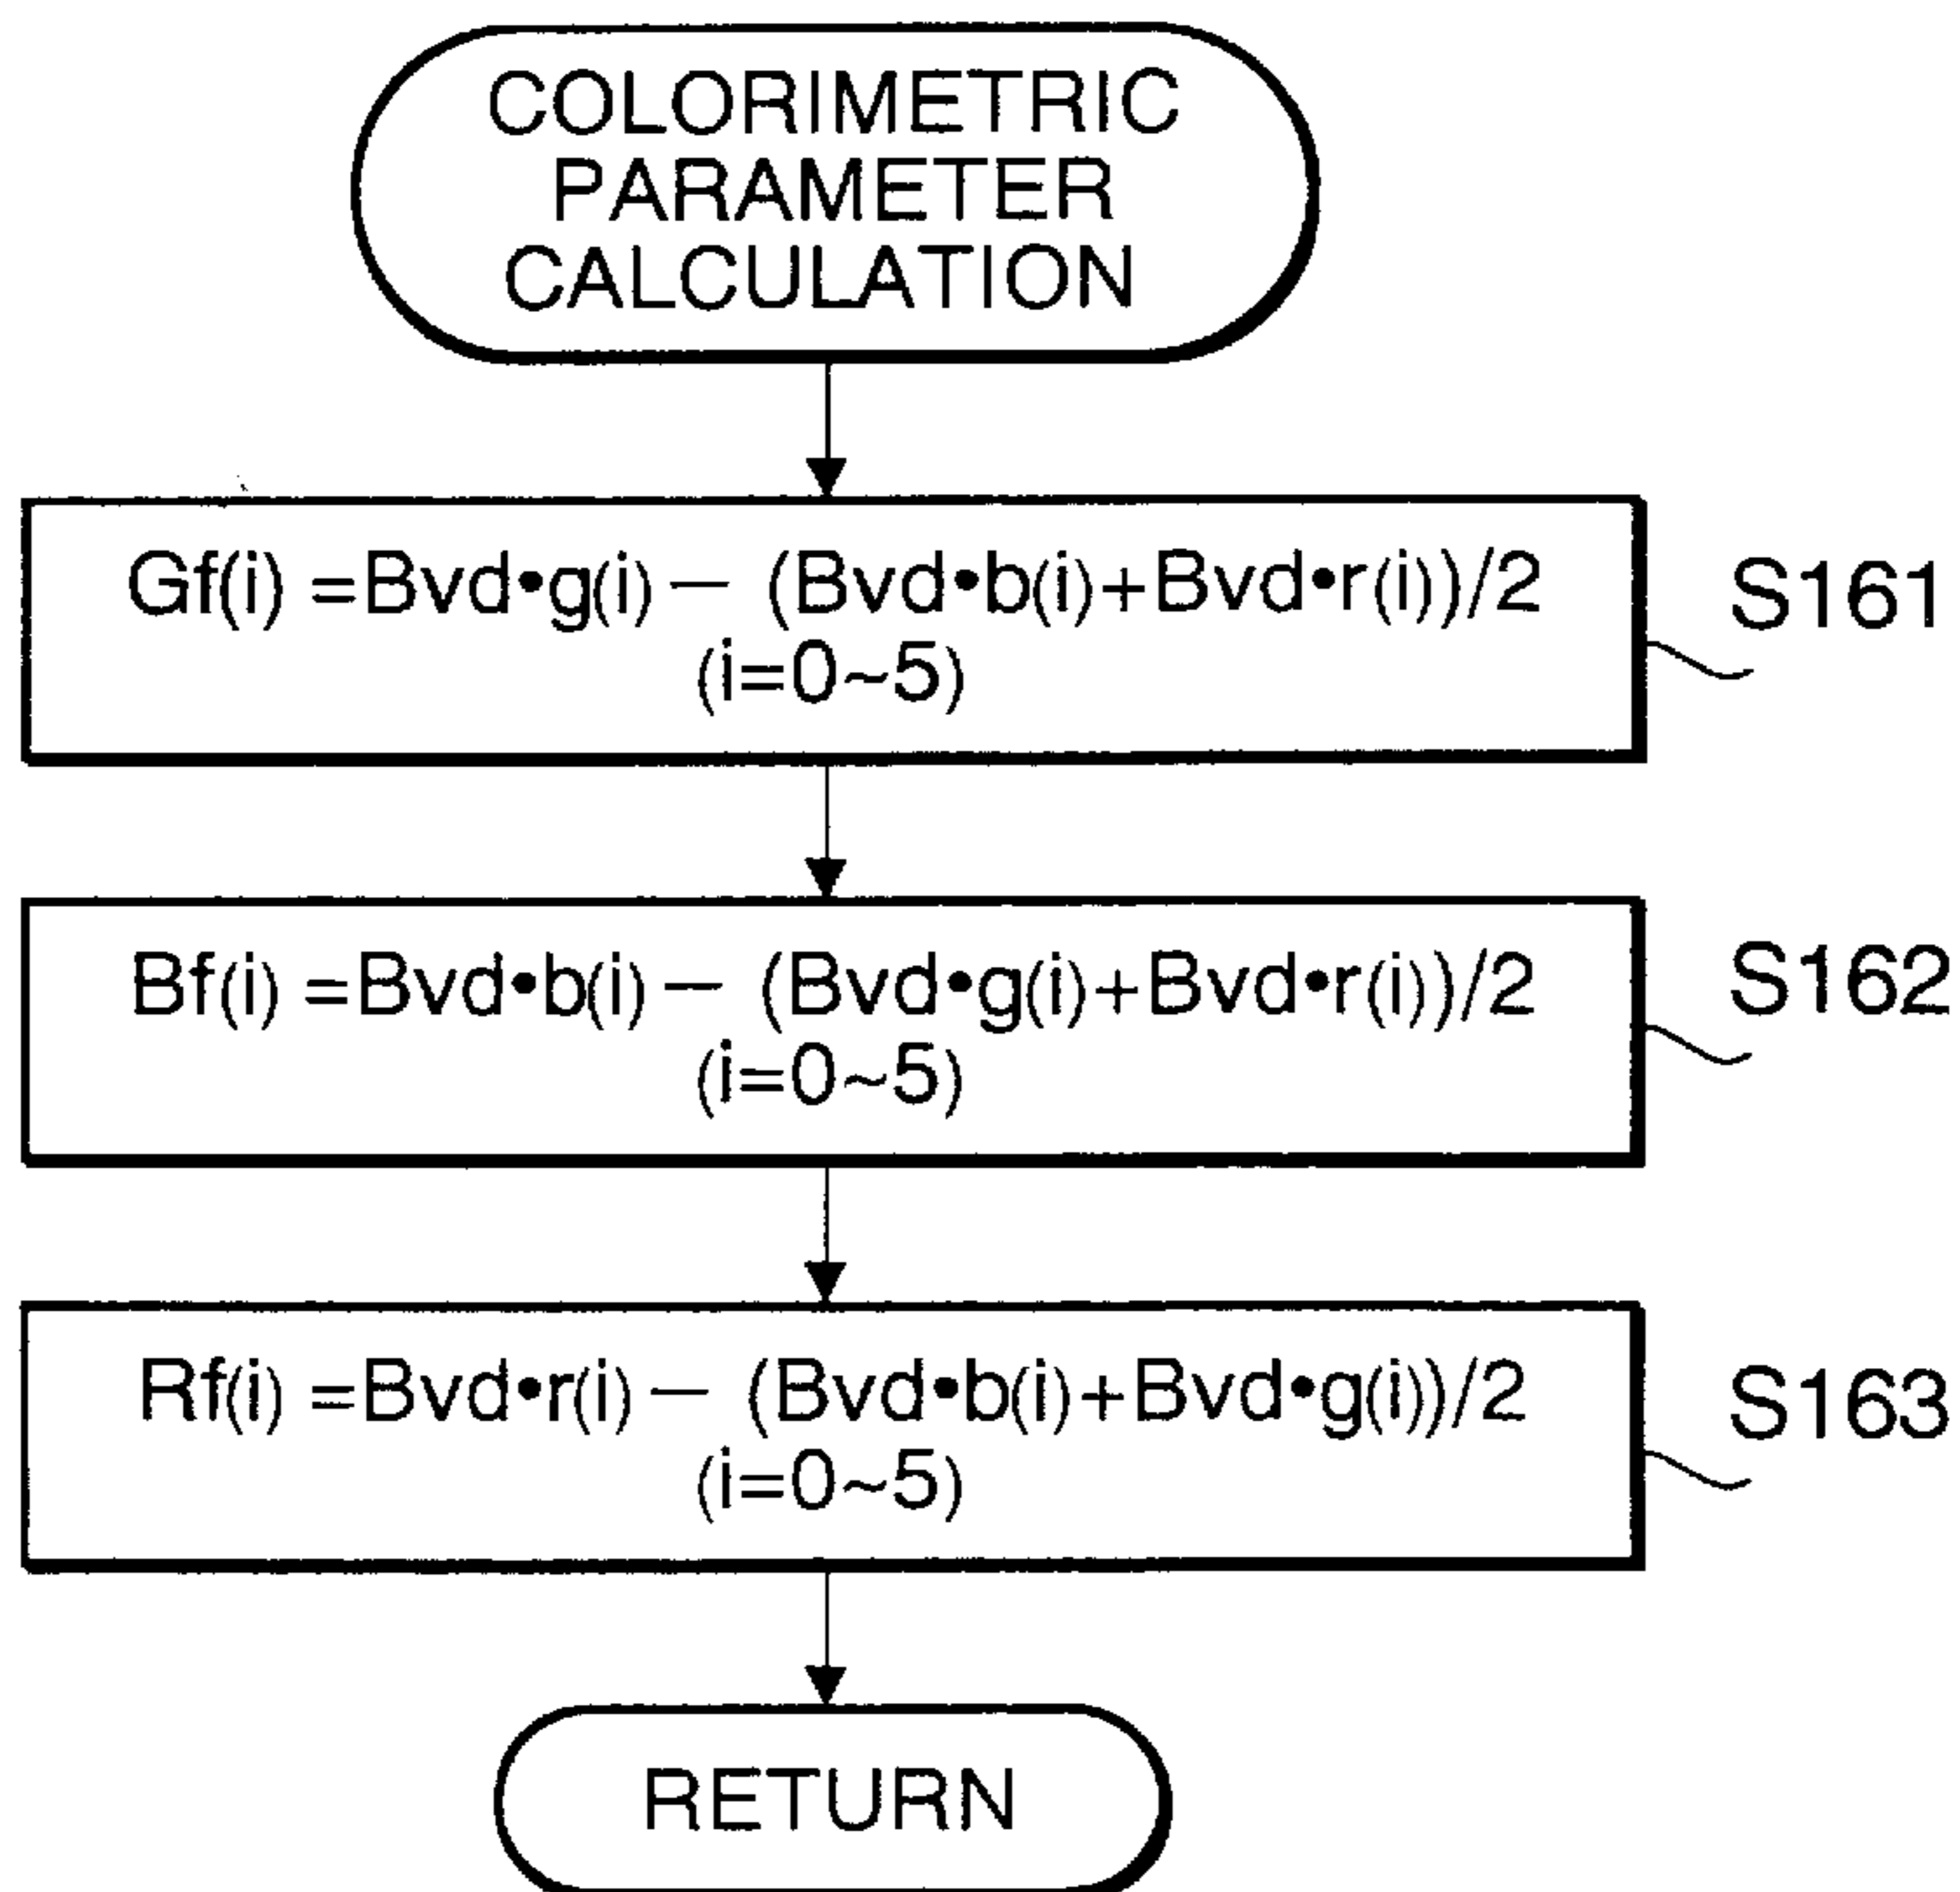 COLORIMETRIC
PARAMETER
CALCULATION
Gf(i) =Bvd•g(i) — (Bvd•b(i)+Bvd•r(i))/2
(i=0~5)
S161
Bf(i) =Bvd•b(i) — (Bvd•g(i)+Bvd•r(i))/2
(i=0~5)
S162
Rf(i) =Bvd•r(i) — (Bvd•b(i)+Bvd•g(i))/2
(i=0~5)
S163
RETURN